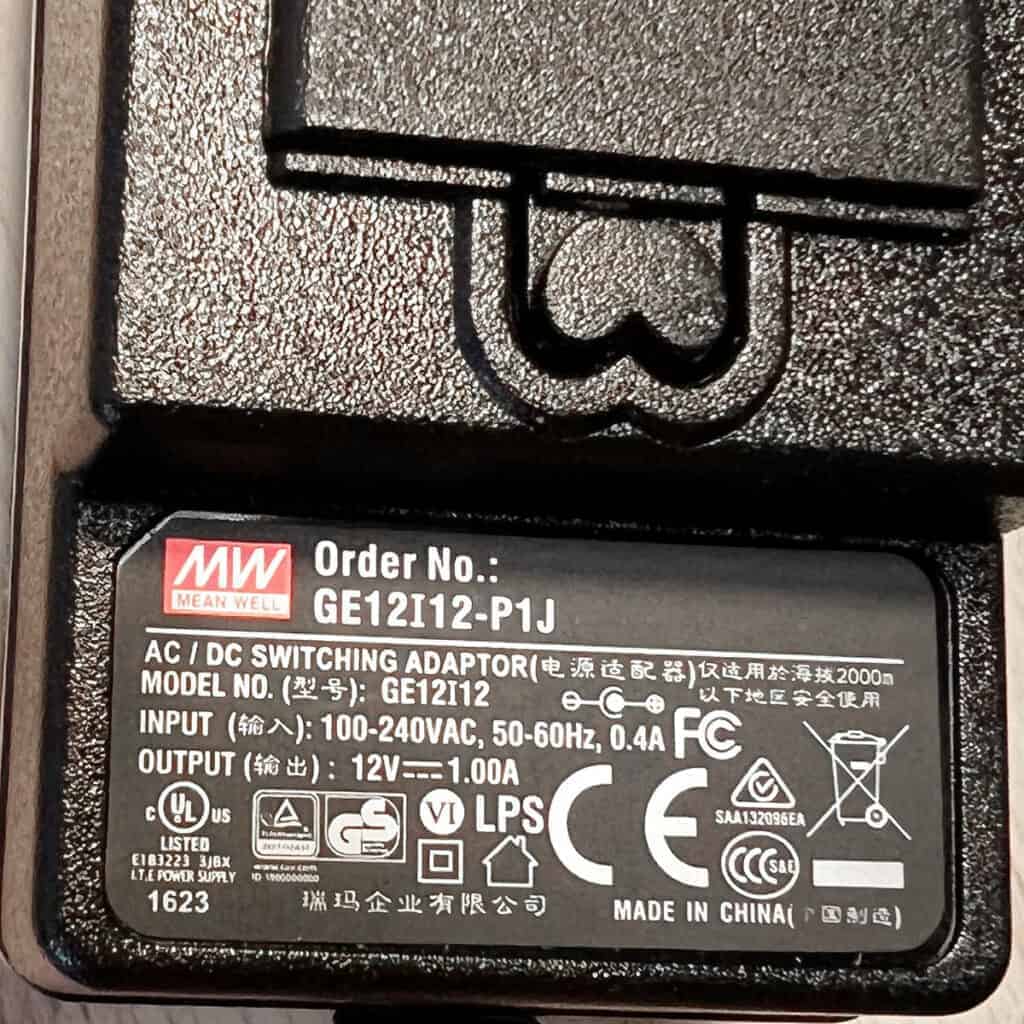 MW
MEAN WELL
Order No.:
GE12I12-P1J
AC / DC SWITCHING ADAPTOR(电源适配器)仅适用於海拔2000m
以下地区安全使用
MODEL NO. (型号): GE12I12
INPUT (输入): 100-240VAC, 50-60Hz, 0.4A FC
OUTPUT (输出): 12V⎓1.00A
C UL US
LISTED
E183223 3JBX
I.T.E POWER SUPPLY
1623
GS
VI LPS
CE
SAA132096EA
CCC S&E
瑞玛企业有限公司
MADE IN CHINA( 国制造)